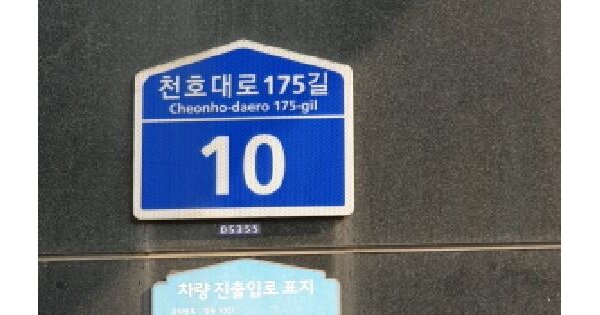 천호대로175길
Cheonho-daero 175-gil
10
05355
차량 진출입로 표지